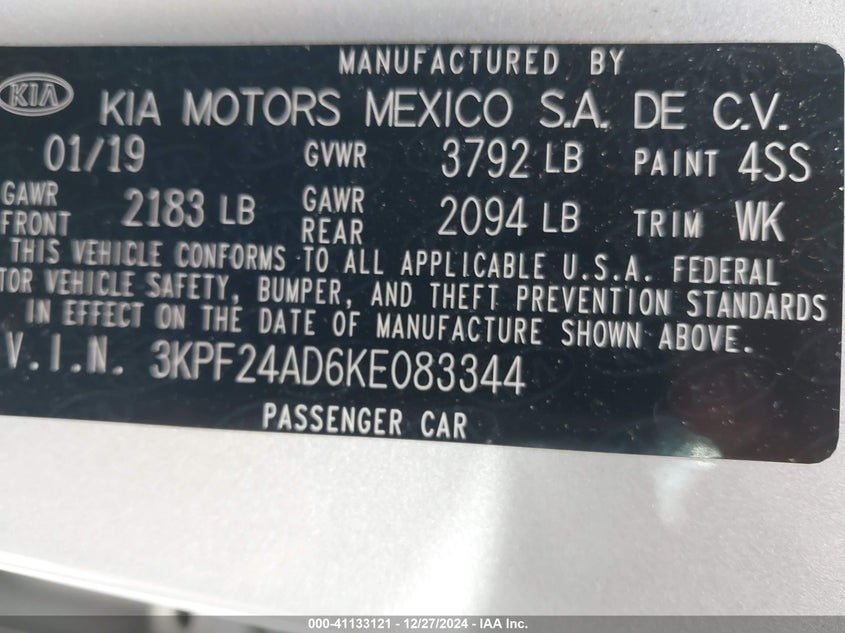 MANUFACTURED BY
KIA KIA MOTORS MEXICO S.A. DE C.V.
01/19 GVWR 3792 LB PAINT 4SS
GAWR FRONT 2183 LB GAWR REAR 2094 LB TRIM WK
THIS VEHICLE CONFORMS TO ALL APPLICABLE U.S.A. FEDERAL
TOR VEHICLE SAFETY, BUMPER, AND THEFT PREVENTION STANDARDS
IN EFFECT ON THE DATE OF MANUFACTURE SHOWN ABOVE.
V.I.N. 3KPF24AD6KE083344
PASSENGER CAR
000-41133121 - 12/27/2024 - IAA Inc.